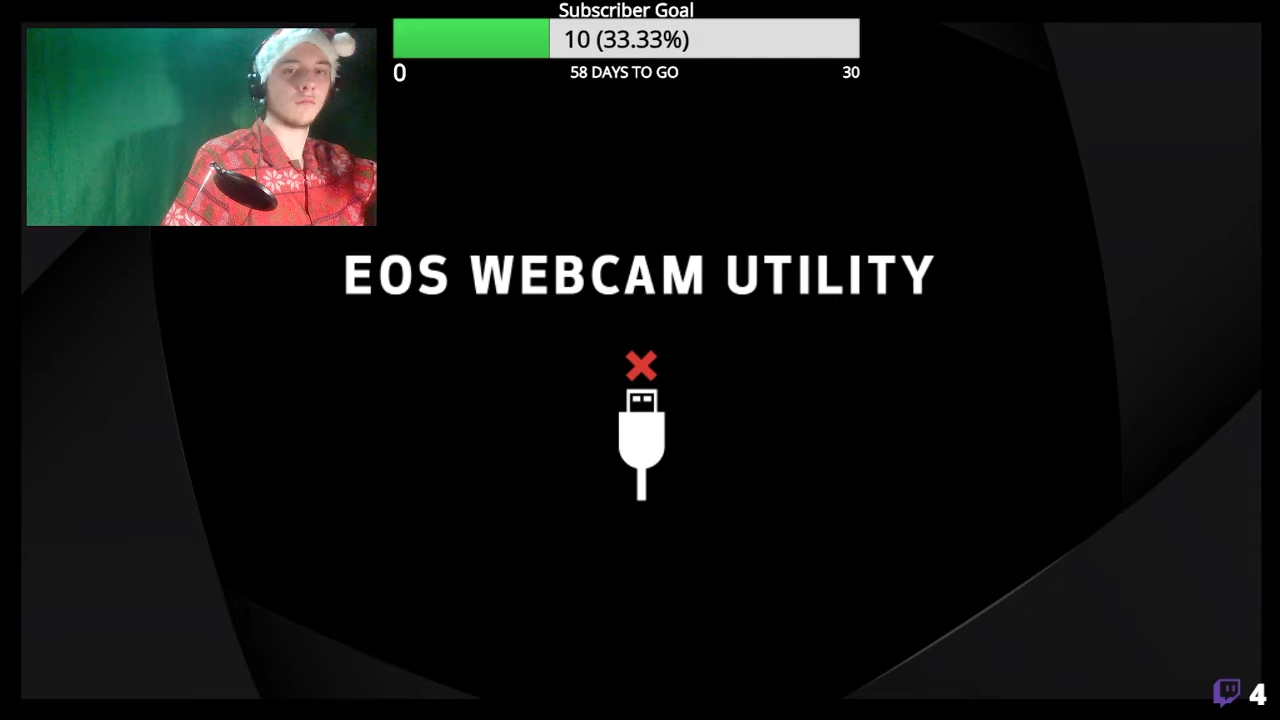 Subscriber Goal
10 (33.33%)
0 58 DAYS TO GO 30
EOS WEBCAM UTILITY
4